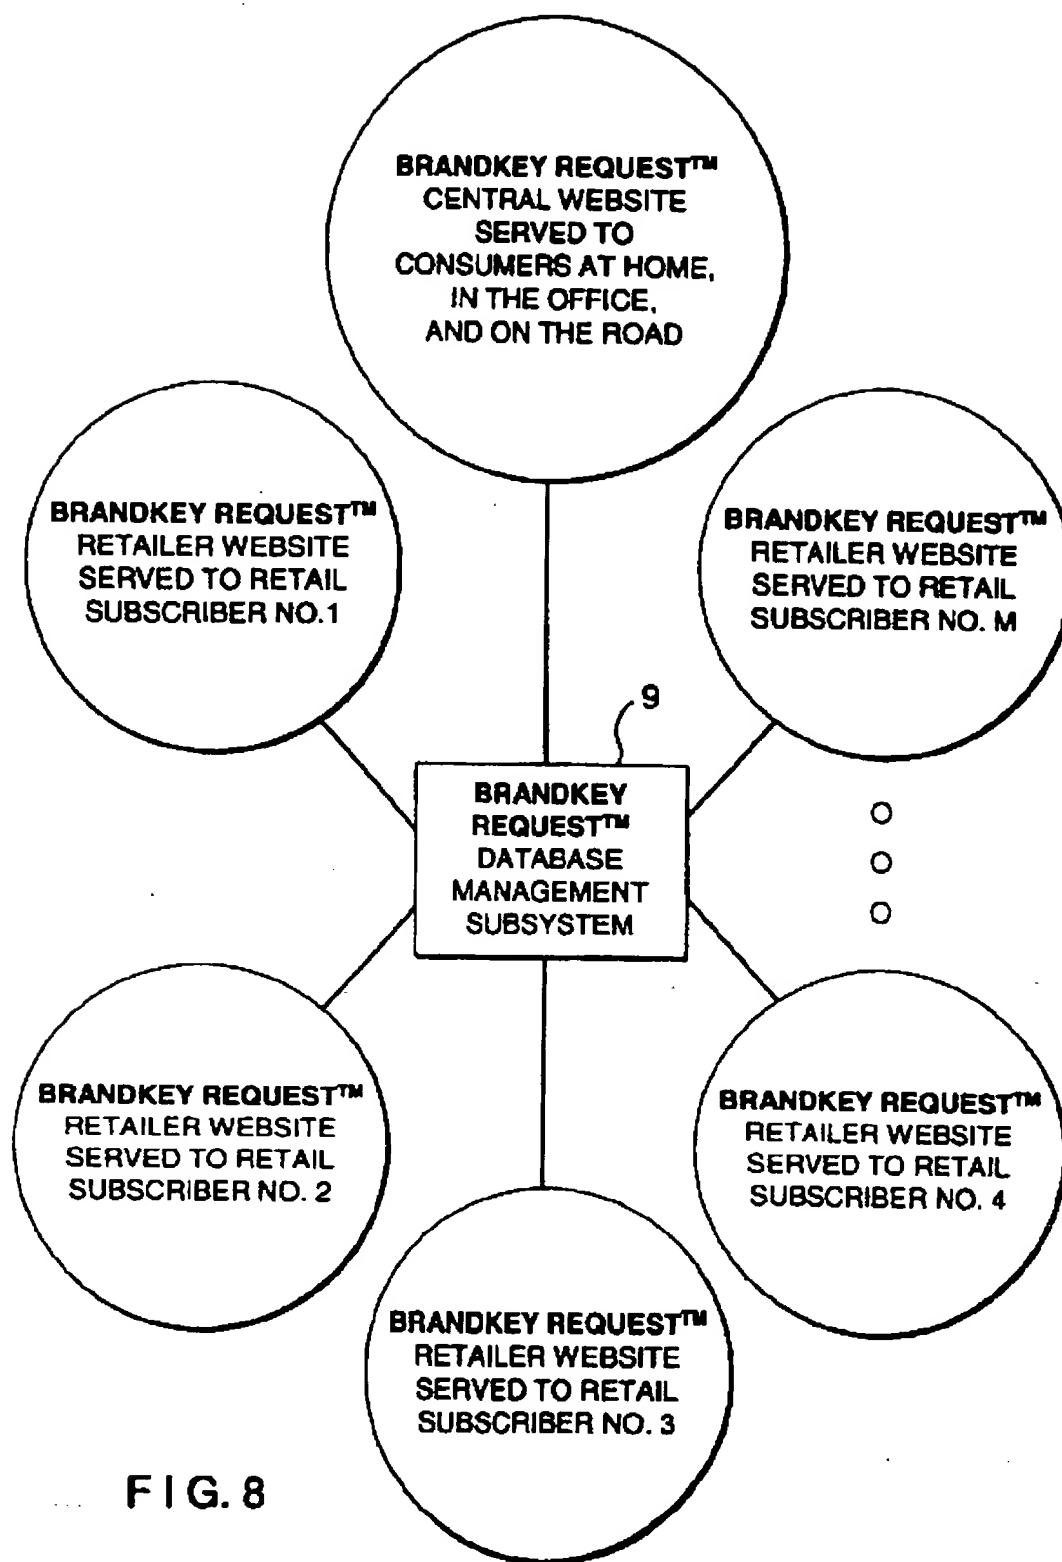 BRANDKEY REQUEST™
CENTRAL WEBSITE
SERVED TO
CONSUMERS AT HOME,
IN THE OFFICE,
AND ON THE ROAD
BRANDKEY REQUEST™
RETAILER WEBSITE
SERVED TO RETAIL
SUBSCRIBER NO.1
BRANDKEY REQUEST™
RETAILER WEBSITE
SERVED TO RETAIL
SUBSCRIBER NO. M
9
BRANDKEY
REQUEST™
DATABASE
MANAGEMENT
SUBSYSTEM
BRANDKEY REQUEST™
RETAILER WEBSITE
SERVED TO RETAIL
SUBSCRIBER NO. 2
BRANDKEY REQUEST™
RETAILER WEBSITE
SERVED TO RETAIL
SUBSCRIBER NO. 4
BRANDKEY REQUEST™
RETAILER WEBSITE
SERVED TO RETAIL
SUBSCRIBER NO. 3
FIG. 8